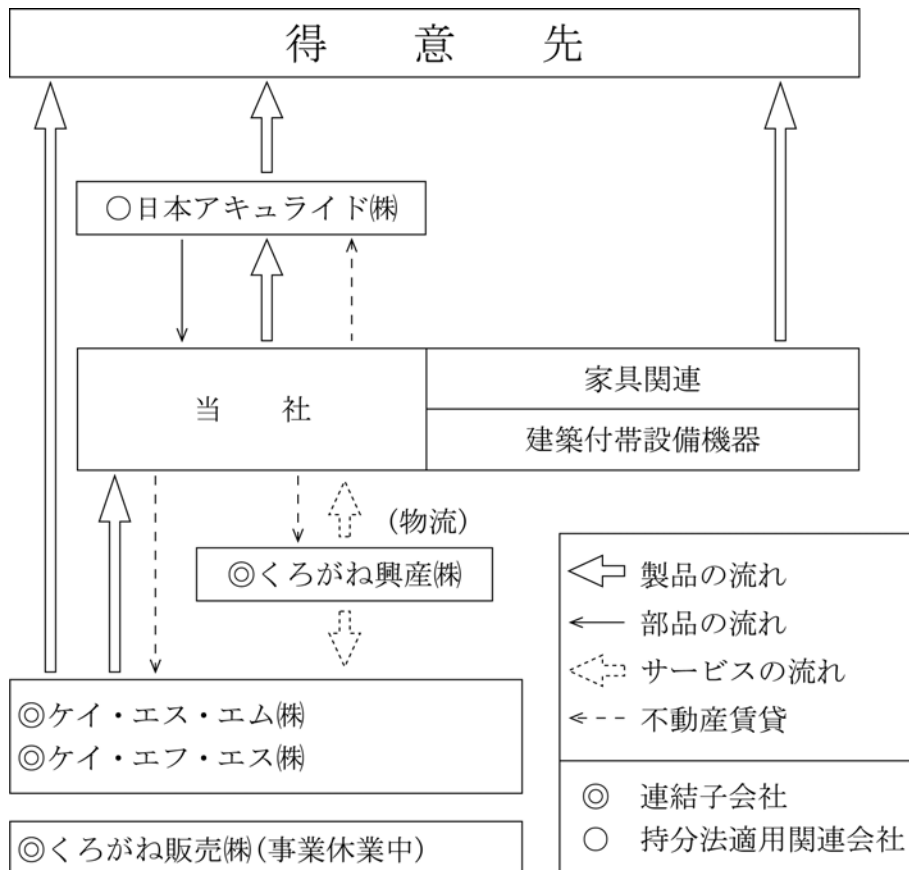 得 意 先
○日本アキュライド㈱
当 社
家具関連
建築付帯設備機器
(物流)
◎くろがね興産㈱
◎ケイ・エス・エム㈱
◎ケイ・エフ・エス㈱
◎くろがね販売㈱(事業休業中)
製品の流れ
部品の流れ
サービスの流れ
不動産賃貸
◎ 連結子会社
○ 持分法適用関連会社